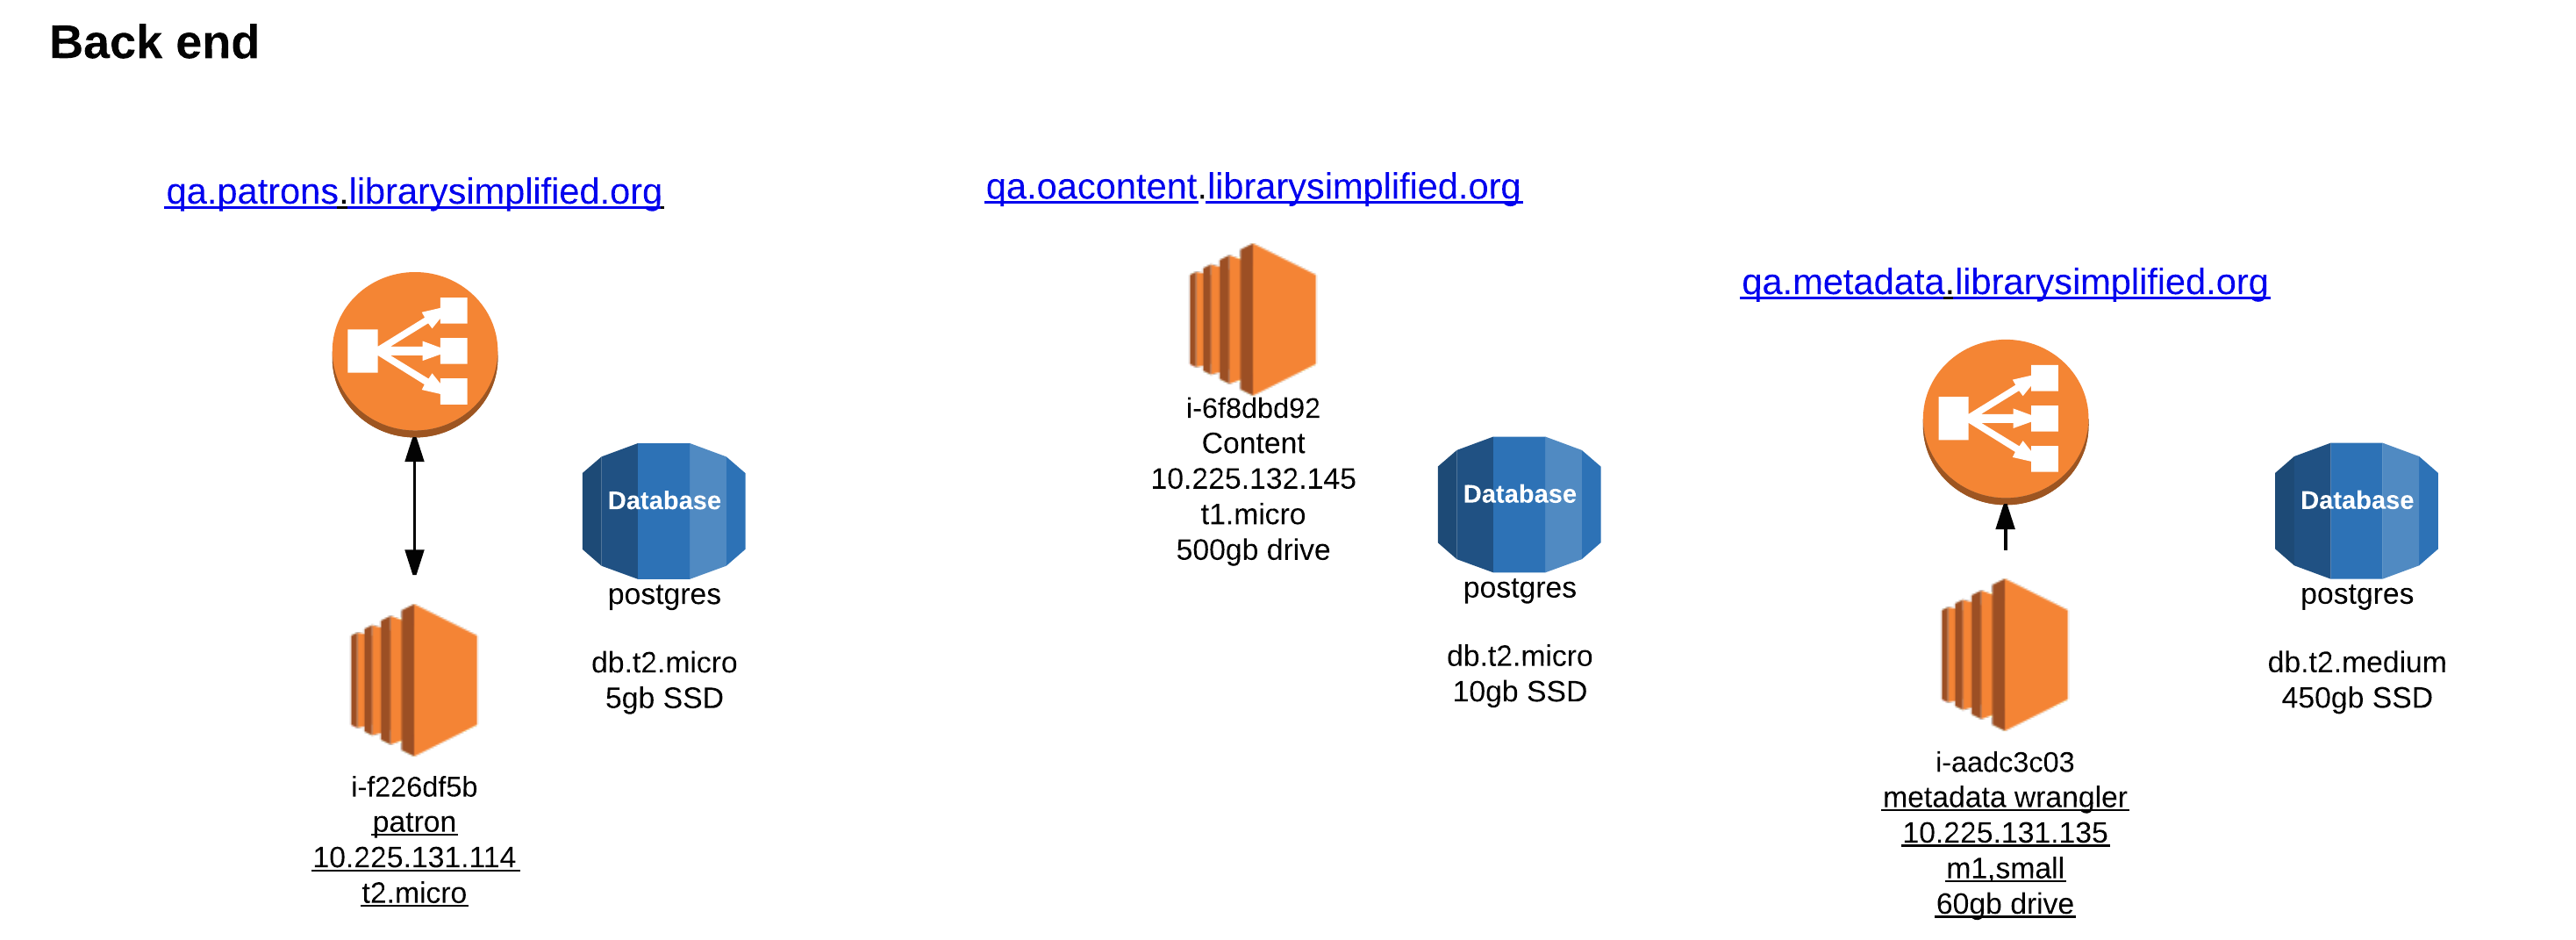 Back end
qa.patrons.librarysimplified.org
Database
postgres
db.t2.micro
5gb SSD
i-f226df5b
patron
10.225.131.114
t2.micro
qa.oacontent.librarysimplified.org
i-6f8dbd92
Content
10.225.132.145
t1.micro
500gb drive
Database
postgres
db.t2.micro
10gb SSD
qa.metadata.librarysimplified.org
i-aadc3c03
metadata wrangler
10.225.131.135
m1,small
60gb drive
Database
postgres
db.t2.medium
450gb SSD